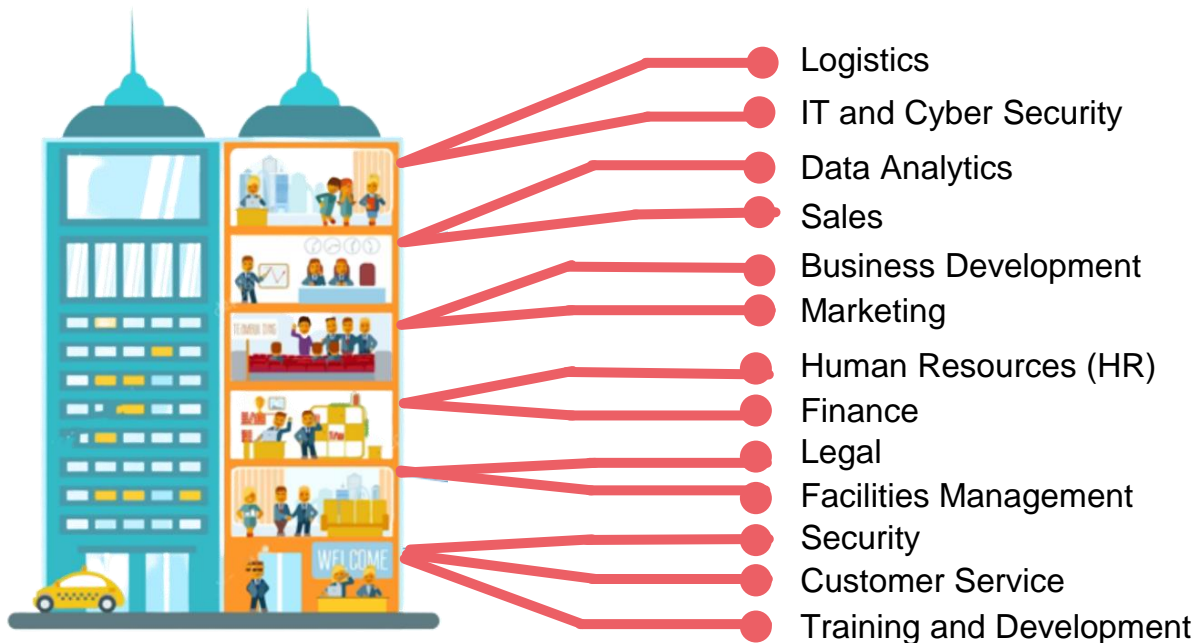 Logistics
IT and Cyber Security
Data Analytics
Sales
Business Development
Marketing
TEAMBUILDING
Human Resources (HR)
Finance
Legal
Facilities Management
Security
WELCOME
Customer Service
Training and Development